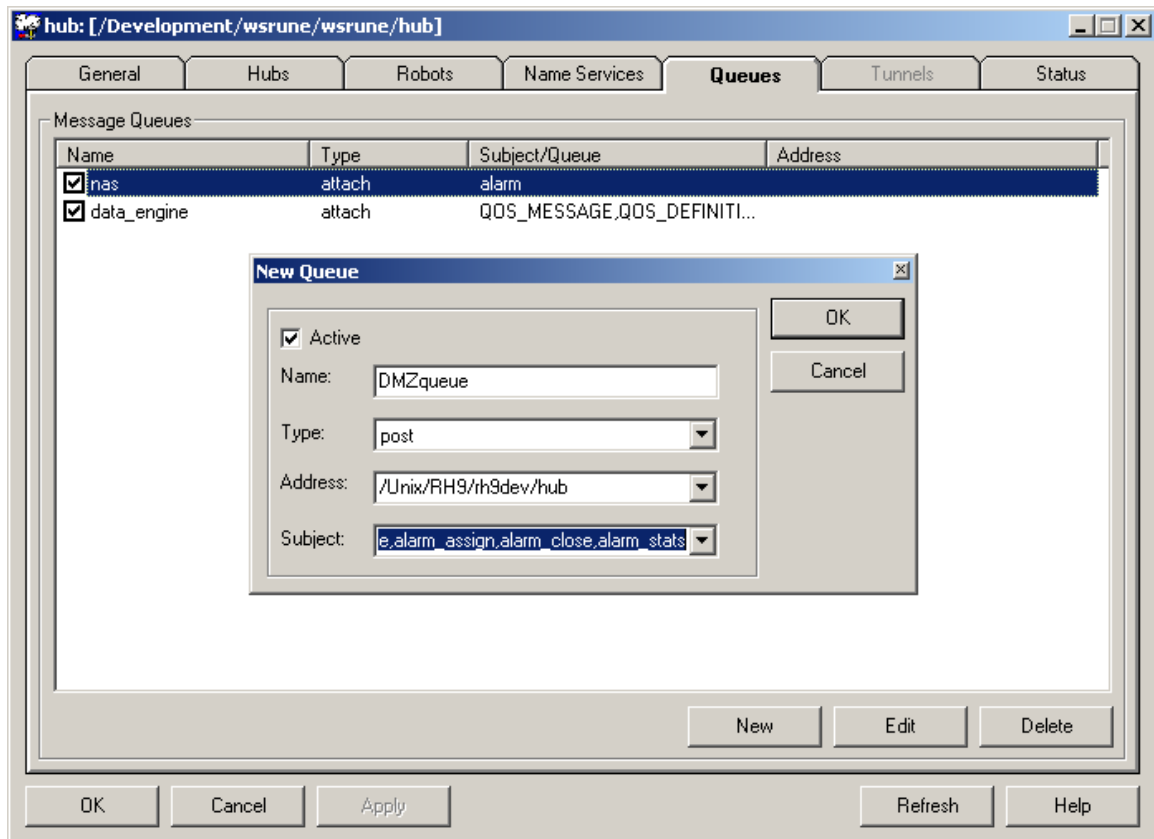 hub: [/Development/wsrune/wsrune/hub]
General Hubs Robots Name Services Queues Tunnels Status
Message Queues
Name Type Subject/Queue Address
nas attach alarm
data_engine attach QOS_MESSAGE,QOS_DEFINITI...
New Queue
OK
Active
Cancel
Name: DMZqueue
Type: post
Address: /Unix/RH9/rh9dev/hub
Subject: e,alarm_assign,alarm_close,alarm_stats
New Edit Delete
OK Cancel Apply Refresh Help